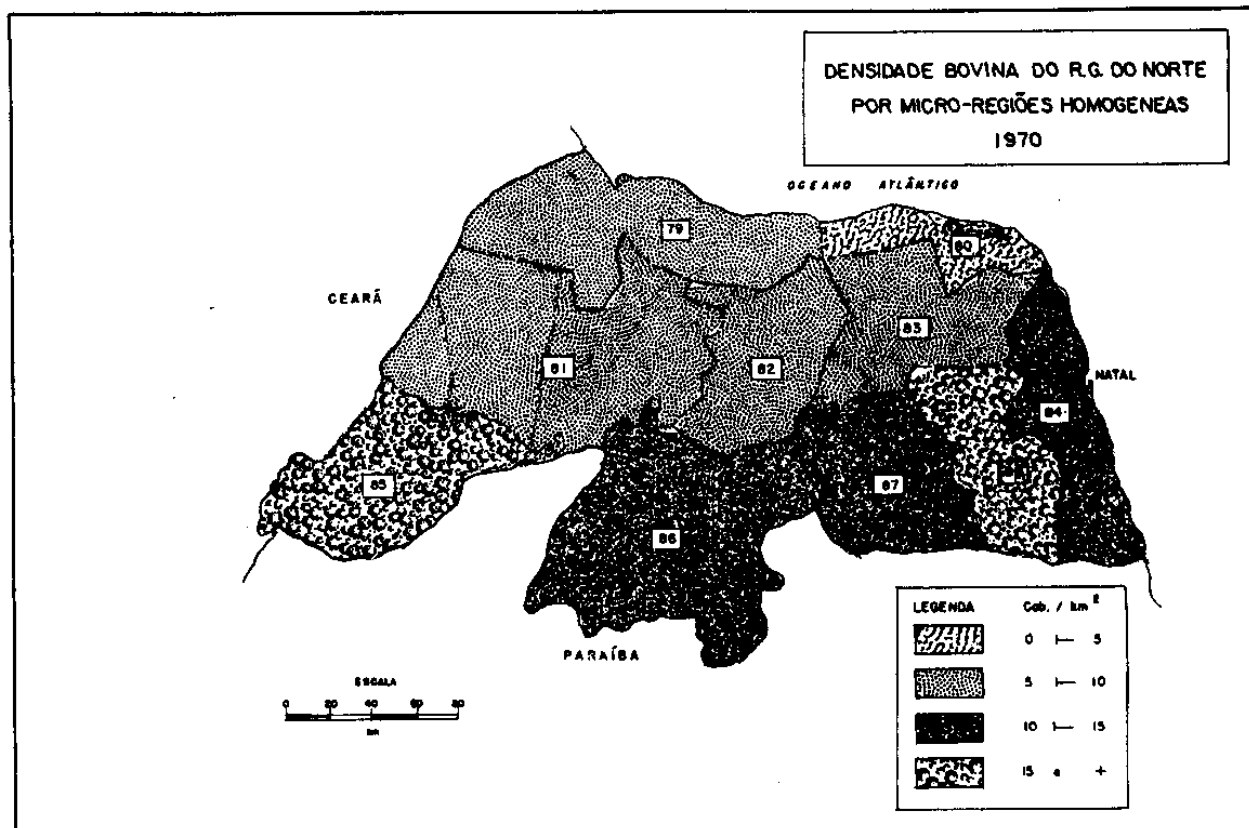 DENSIDADE BOVINA DO R.G. DO NORTE
POR MICRO-REGIÕES HOMOGENEAS
1970
OCEANO ATLÂNTICO
79
80
CEARÁ
83
81
82
NATAL
84
85
87
86
PARAÍBA
LEGENDA Cab. / km²
0 ⊢ 5
5 ⊢ 10
10 ⊢ 15
15 e +
ESCALA
0 20 40 60 80
km